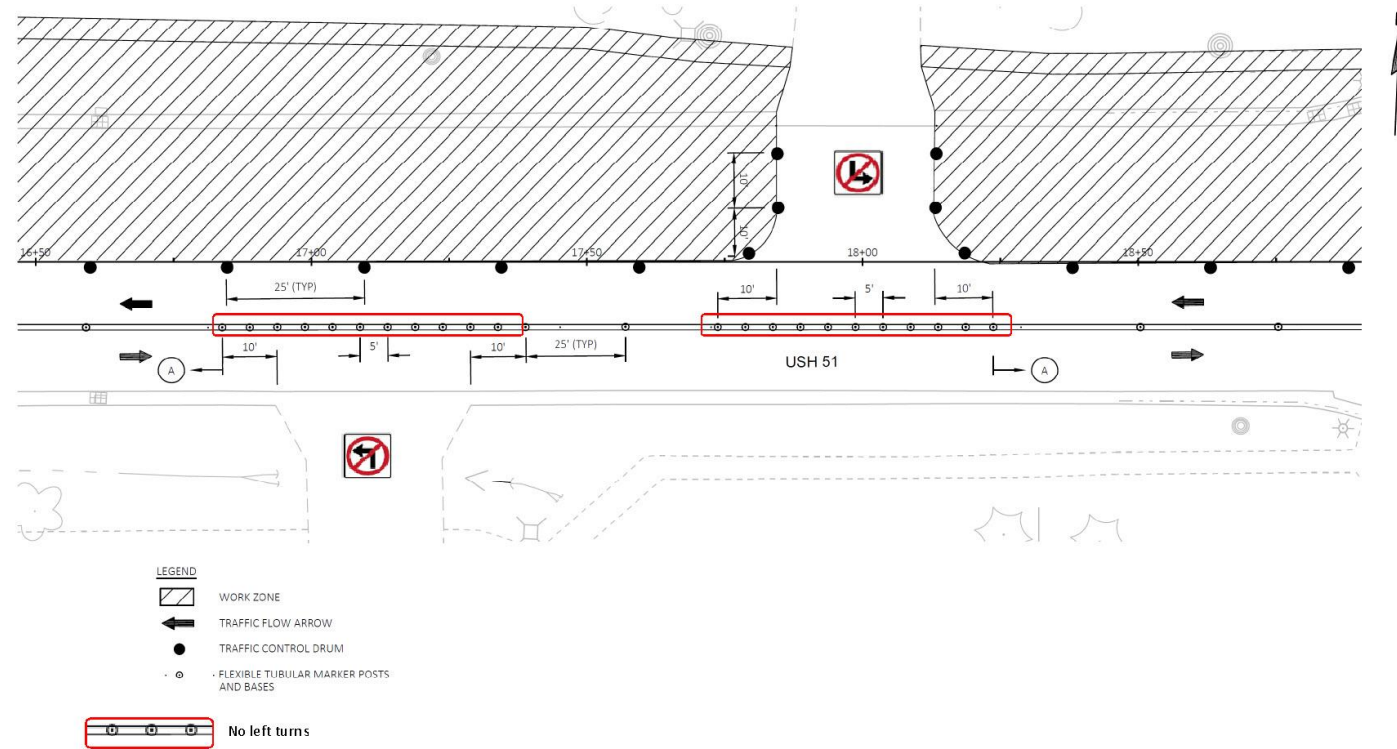 10'
10'
16+50
17+00
17+50
18+00
18+50
25' (TYP)
10'
5'
10'
10'
5'
10'
25' (TYP)
USH 51
A
A
LEGEND
WORK ZONE
TRAFFIC FLOW ARROW
TRAFFIC CONTROL DRUM
FLEXIBLE TUBULAR MARKER POSTS
AND BASES
No left turns